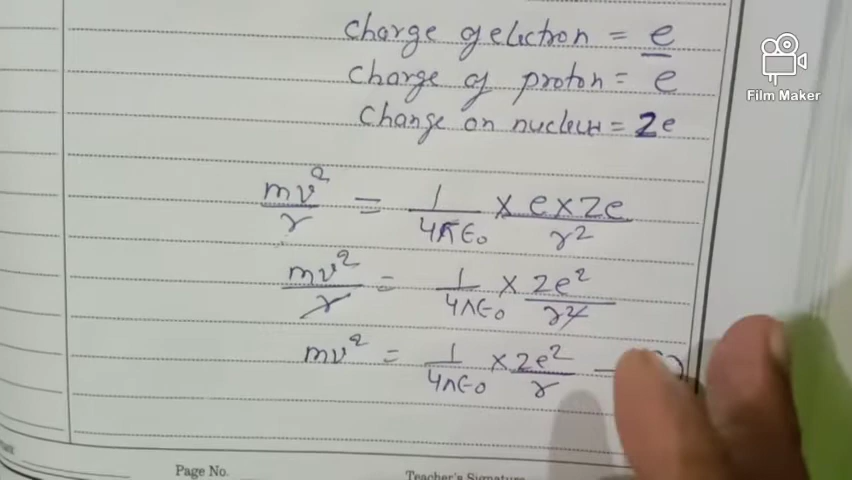 Charge of electron = e
Charge of proton = e
Charge on nucleus = Ze
Film Maker
mv²/r = 1/4πε₀ × e×Ze/r²
mv²/r = 1/4πε₀ × Ze²/r²
mv² = 1/4πε₀ × Ze²/r —
Page No.
Teacher's Signature